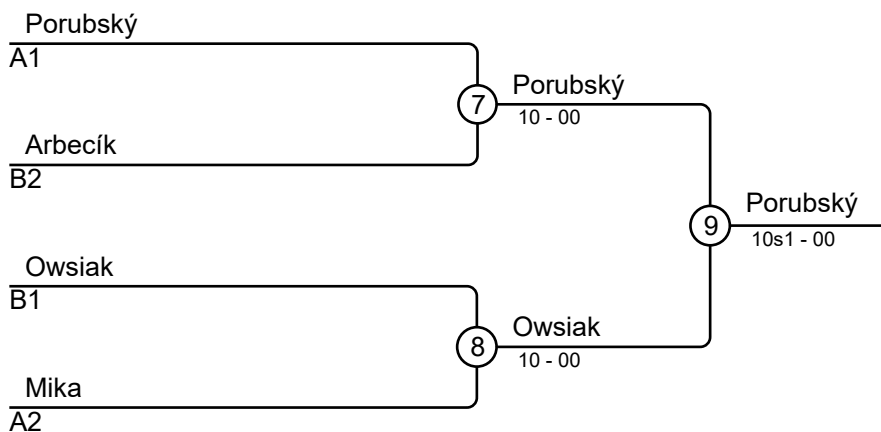 Porubský
A1
7
Porubský
10 - 00
Arbecík
B2
9
Porubský
10s1 - 00
Owsiak
B1
8
Owsiak
10 - 00
Mika
A2